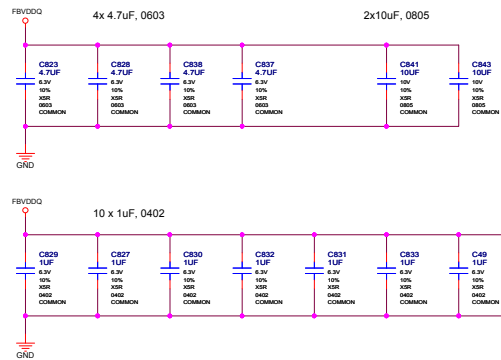 FBVDDQ
4x 4.7uF, 0603
2x10uF, 0805
C823
4.7UF
6.3V
10%
X5R
0603
COMMON
C828
4.7UF
6.3V
10%
X5R
0603
COMMON
C838
4.7UF
6.3V
10%
X5R
0603
COMMON
C837
4.7UF
6.3V
10%
X5R
0603
COMMON
C841
10UF
10V
10%
X5R
0805
COMMON
C843
10UF
10V
10%
X5R
0805
COMMON
GND
FBVDDQ
10 x 1uF, 0402
C829
1UF
6.3V
10%
X5R
0402
COMMON
C827
1UF
6.3V
10%
X5R
0402
COMMON
C830
1UF
6.3V
10%
X5R
0402
COMMON
C832
1UF
6.3V
10%
X5R
0402
COMMON
C831
1UF
6.3V
10%
X5R
0402
COMMON
C833
1UF
6.3V
10%
X5R
0402
COMMON
C49
1UF
6.3V
10%
X5R
0402
COMMON
GND